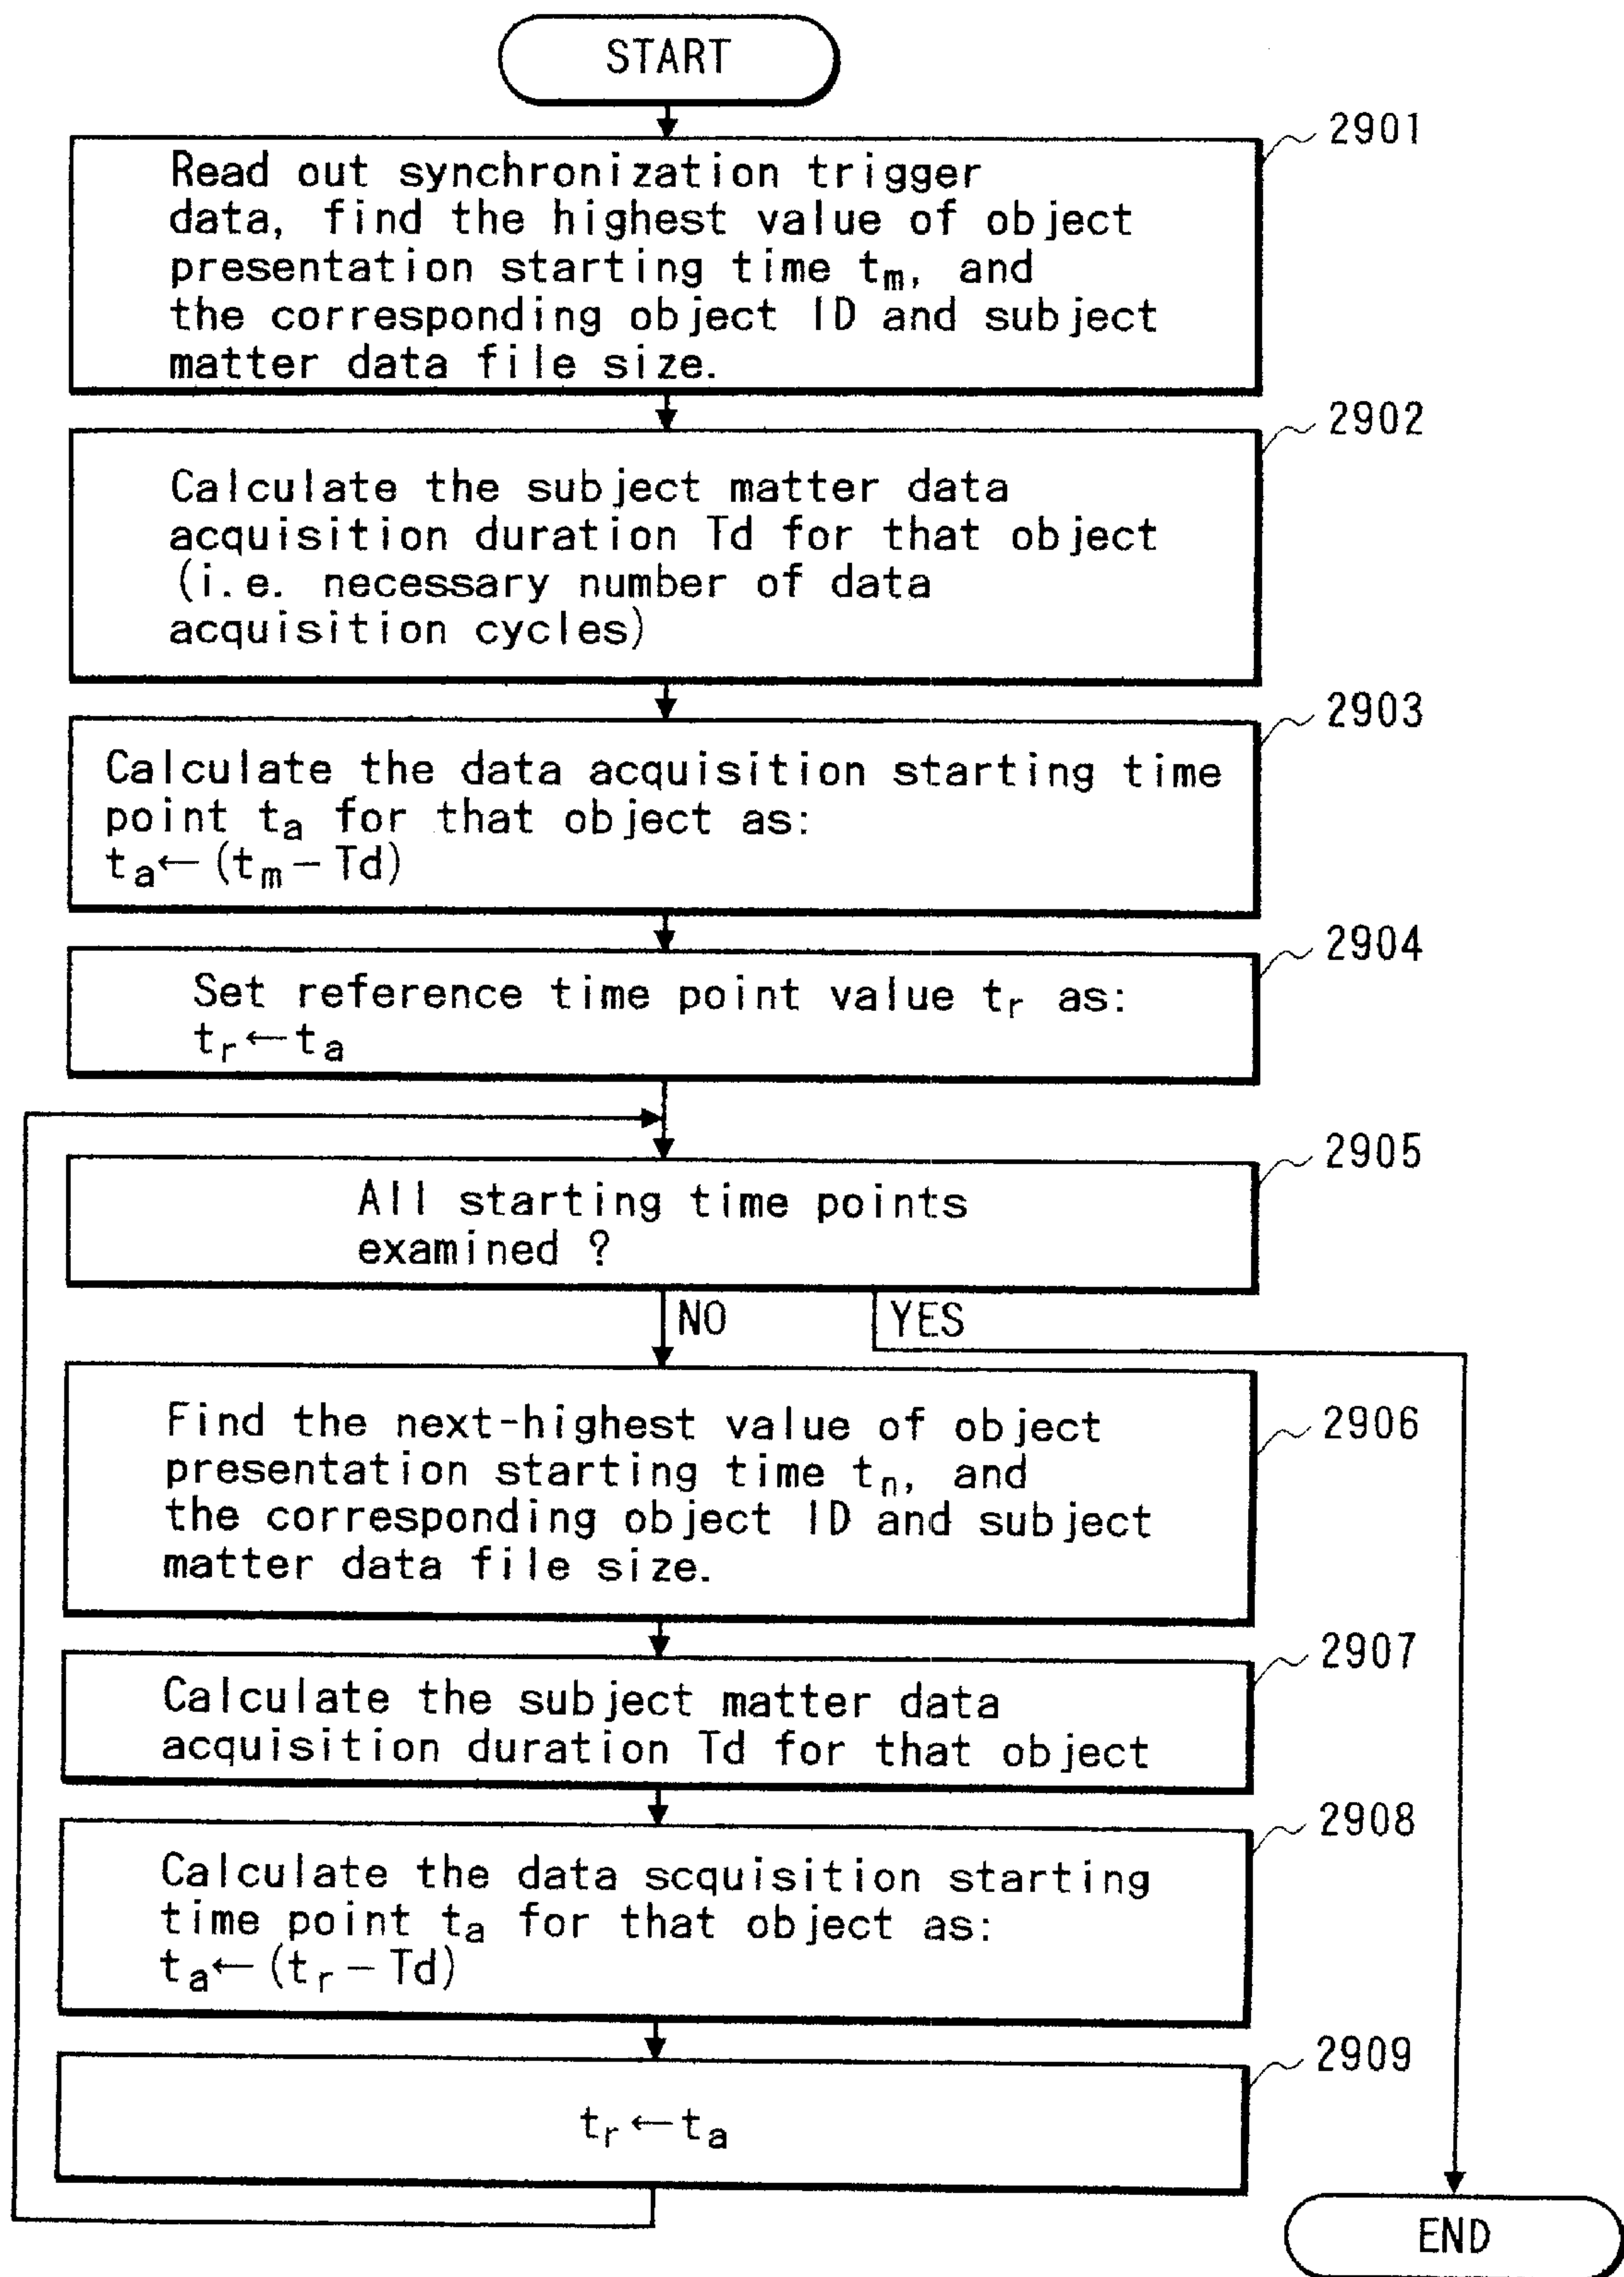 START
2901
Read out synchronization trigger
data, find the highest value of object
presentation starting time tm, and
the corresponding object ID and subject
matter data file size.
2902
Calculate the subject matter data
acquisition duration Td for that object
(i.e. necessary number of data
acquisition cycles)
2903
Calculate the data acquisition starting time
point ta for that object as:
ta←(tm−Td)
2904
Set reference time point value tr as:
tr←ta
2905
All starting time points
examined ?
NO
YES
2906
Find the next-highest value of object
presentation starting time tn, and
the corresponding object ID and subject
matter data file size.
2907
Calculate the subject matter data
acquisition duration Td for that object
2908
Calculate the data scquisition starting
time point ta for that object as:
ta←(tr−Td)
2909
tr←ta
END